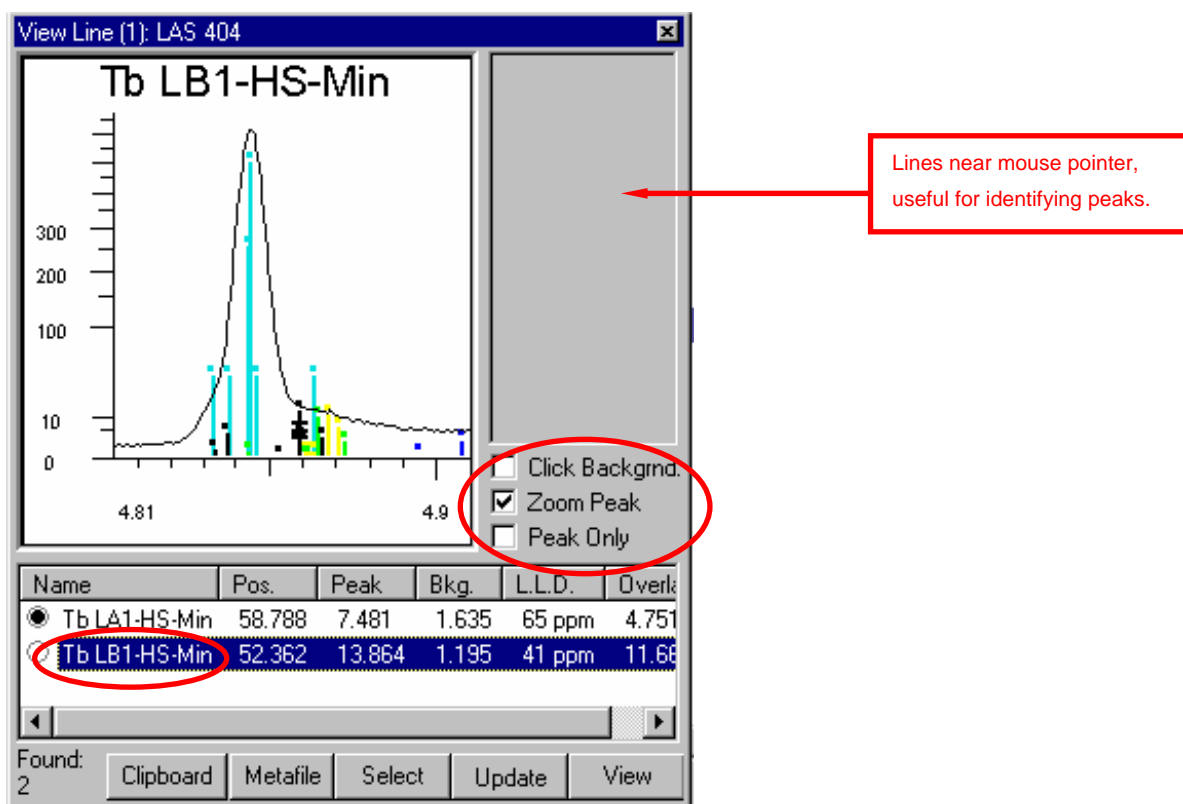 View Line (1): LAS 404
Tb LB1-HS-Min
300
200
100
10
0
4.81
4.9
Lines near mouse pointer,
useful for identifying peaks.
Click Backgrnd.
Zoom Peak
Peak Only
Name Pos. Peak Bkg. L.L.D. Overla
Tb LA1-HS-Min 58.788 7.481 1.635 65 ppm 4.751
Tb LB1-HS-Min 52.362 13.864 1.195 41 ppm 11.66
Found:
2
Clipboard Metafile Select Update View